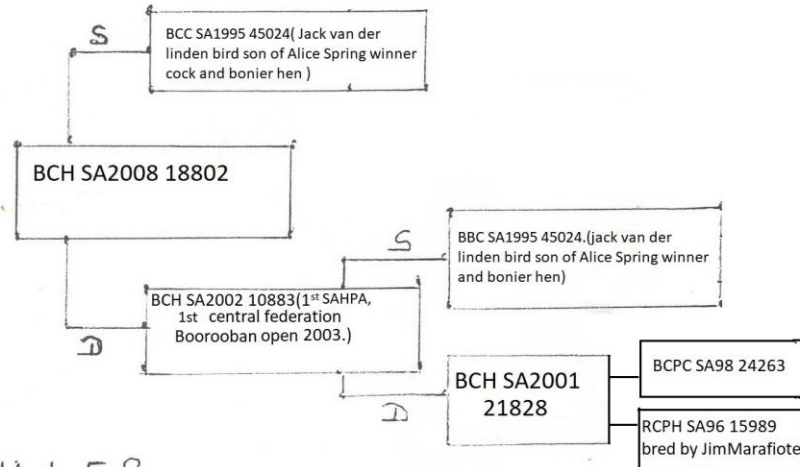 S
BCC SA1995 45024( Jack van der
linden bird son of Alice Spring winner
cock and bonier hen )
BCH SA2008 18802
S
BBC SA1995 45024.(jack van der
linden bird son of Alice Spring winner
and bonier hen)
BCH SA2002 10883(1st SAHPA,
1st central federation
Boorooban open 2003.)
D
BCH SA2001
21828
D
BCPC SA98 24263
RCPH SA96 15989
bred by JimMarafiote